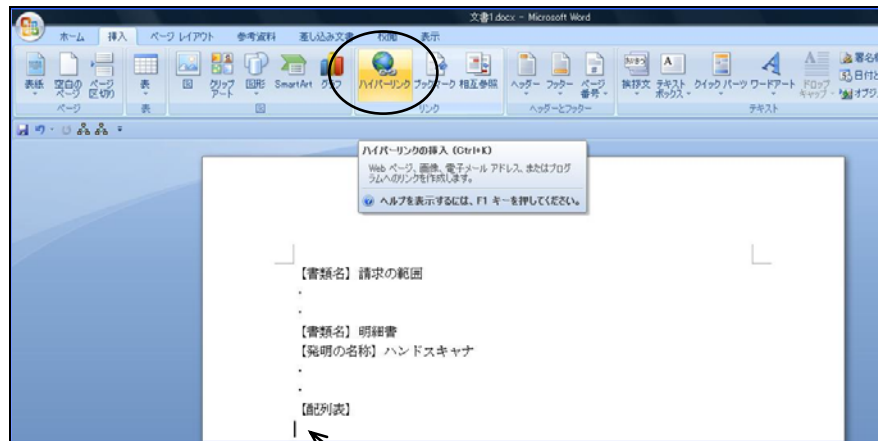 文書1.docx - Microsoft Word
ホーム 挿入 ページ レイアウト 参考資料 差し込み文書 校閲 表示
表紙 空白のページ ページ区切り 表 図 クリップアート 図形 SmartArt グラフ ハイパーリンク ブックマーク 相互参照 ヘッダー フッター ページ番号 挨拶文 テキストボックス クイック パーツ ワードアート ドロップキャップ 署名 日付と オブジ
ページ 表 図 リンク ヘッダーとフッター テキスト
ハイパーリンクの挿入 (Ctrl+K)
Web ページ、画像、電子メール アドレス、またはプログ
ラムへのリンクを作成します。
ヘルプを表示するには、F1 キーを押してください。
【書類名】請求の範囲
・
・
【書類名】明細書
【発明の名称】ハンドスキャナ
・
・
【配列表】